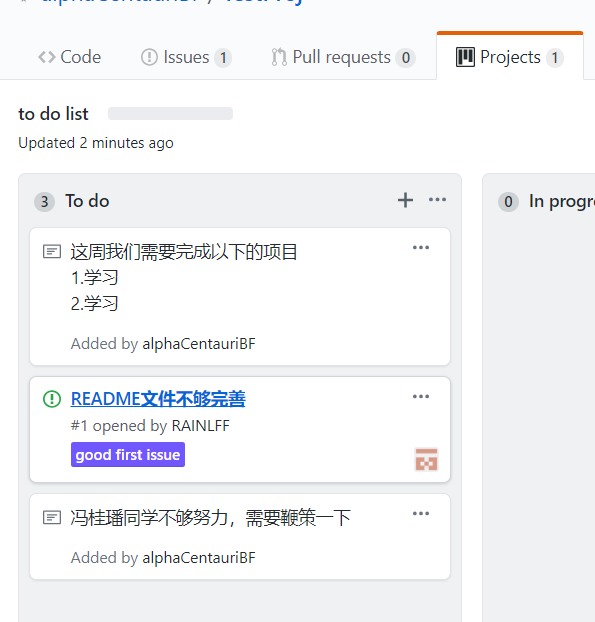 Code
Issues 1
Pull requests 0
Projects 1
to do list
Updated 2 minutes ago
3 To do
这周我们需要完成以下的项目
1.学习
2.学习
Added by alphaCentauriBF
README文件不够完善
#1 opened by RAINLFF
good first issue
冯桂璠同学不够努力，需要鞭策一下
Added by alphaCentauriBF
0 In progr